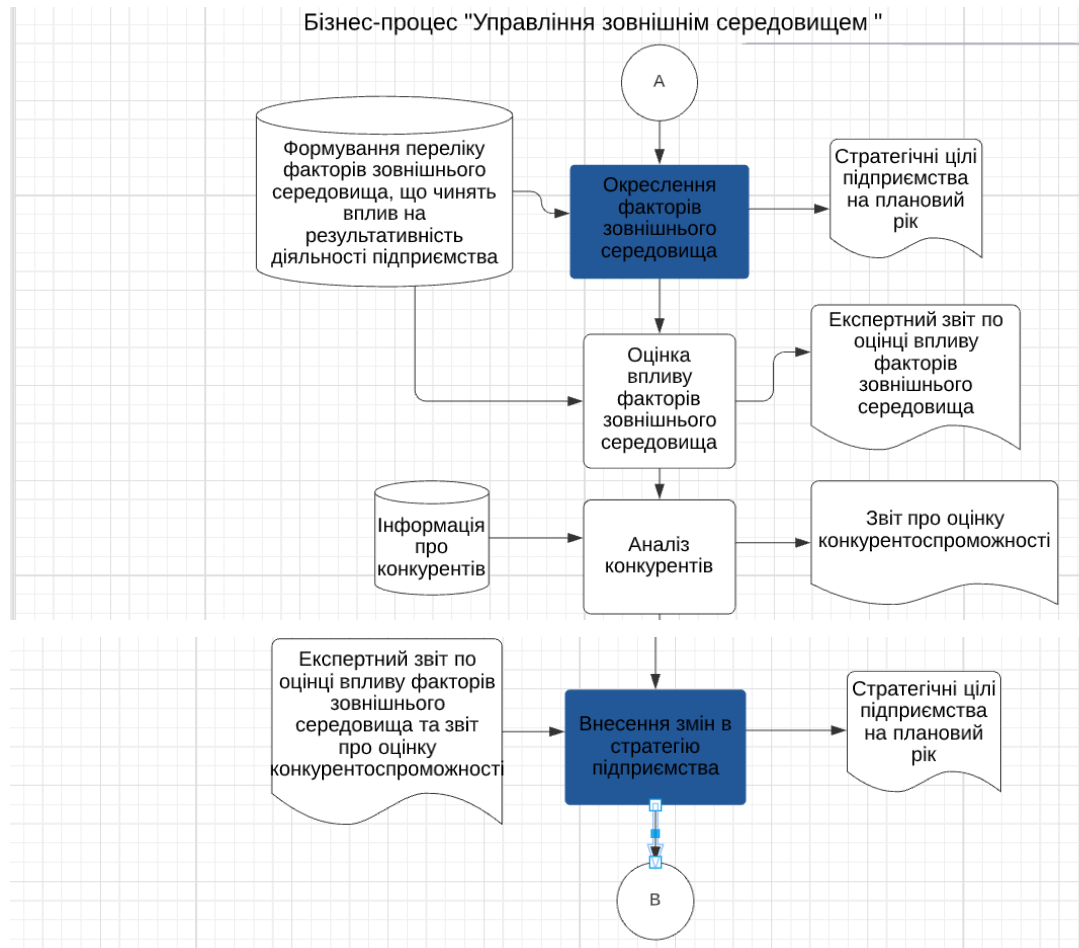 Бізнес-процес "Управління зовнішнім середовищем "
A
Формування переліку
факторів зовнішнього
середовища, що чинять
вплив на
результативність
діяльності підприємства
Окреслення
факторів
зовнішнього
середовища
Стратегічні цілі
підприємства
на плановий
рік
Оцінка
впливу
факторів
зовнішнього
середовища
Експертний звіт по
оцінці впливу
факторів
зовнішнього
середовища
Інформація
про
конкурентів
Аналіз
конкурентів
Звіт про оцінку
конкурентоспроможності
Експертний звіт по
оцінці впливу факторів
зовнішнього
середовища та звіт
про оцінку
конкурентоспроможності
Внесення змін в
стратегію
підприємства
Стратегічні цілі
підприємства
на плановий
рік
B